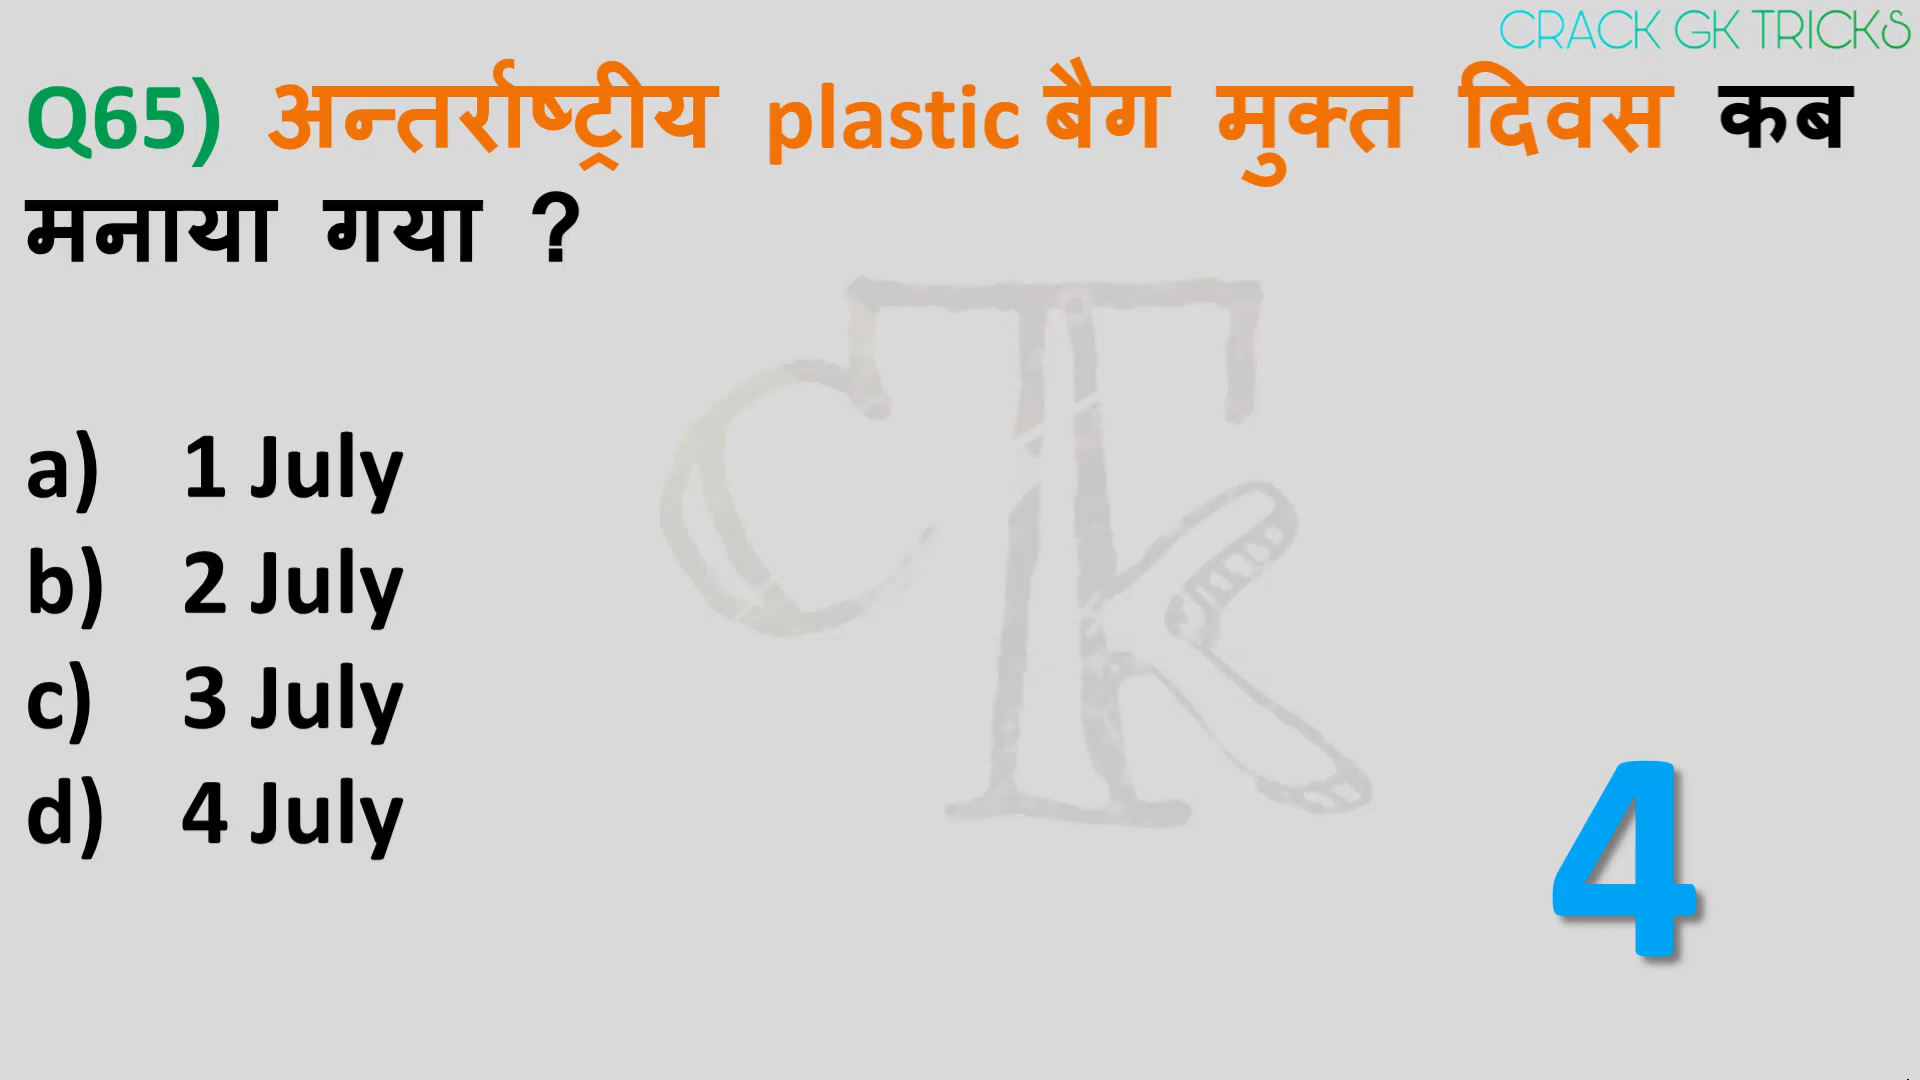 CRACK GK TRICKS
Q65) अन्तर्राष्ट्रीय plastic बैग मुक्त दिवस कब
मनाया गया ?
a) 1 July
b) 2 July
c) 3 July
d) 4 July
4